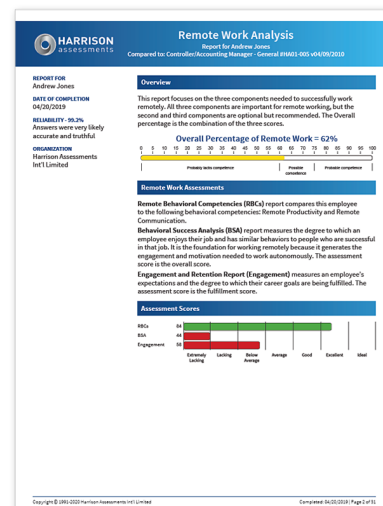 HARRISON
assessments
Remote Work Analysis
Report for Andrew Jones
Compared to: Controller/Accounting Manager - General #HA01-005 v04/09/2010
REPORT FOR
Andrew Jones
DATE OF COMPLETION
04/20/2019
RELIABILITY - 99.2%
Answers were very likely
accurate and truthful
ORGANIZATION
Harrison Assessments
Int'l Limited
Overview
This report focuses on the three components needed to successfully work
remotely. All three components are important for remote working, but the
second and third components are optional but recommended. The Overall
percentage is the combination of the three scores.
Overall Percentage of Remote Work = 62%
0 5 10 15 20 25 30 35 40 45 50 55 60 65 70 75 80 85 90 95 100
Probably lacks competence
Possible
competence
Probable competence
Remote Work Assessments
Remote Behavioral Competencies (RBCs) report compares this employee
to the following behavioral competencies: Remote Productivity and Remote
Communication.
Behavioral Success Analysis (BSA) report measures the degree to which an
employee enjoys their job and has similar behaviors to people who are successful
in that job. It is the foundation for working remotely because it generates the
engagement and motivation needed to work autonomously. The assessment
score is the overall score.
Engagement and Retention Report (Engagement) measures an employee's
expectations and the degree to which their career goals are being fulfilled. The
assessment score is the fulfillment score.
Assessment Scores
RBCs 84
BSA 44
Engagement 58
Extremely
Lacking
Lacking
Below
Average
Average
Good
Excellent
Ideal
Copyright © 1991-2020 Harrison Assessments Int'l Limited
Completed: 04/20/2019 | Page 2 of 51